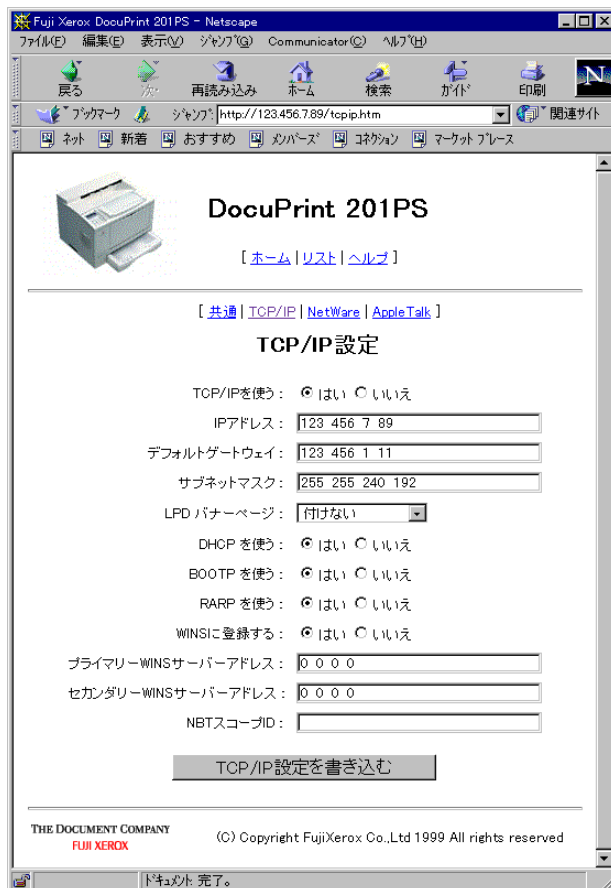 Fuji Xerox DocuPrint 201PS - Netscape
ファイル(F) 編集(E) 表示(V) ジャンプ(G) Communicator(C) ヘルプ(H)
戻る 次へ 再読み込み ホーム 検索 ガイド 印刷 N
ブックマーク ジャンプ: http://123.456.7.89/tcpip.htm 関連サイト
ネット 新着 おすすめ メンバーズ コネクション マーケットプレース
DocuPrint 201PS
[ ホーム | リスト | ヘルプ ]
[ 共通 | TCP/IP | NetWare | AppleTalk ]
TCP/IP設定
TCP/IPを使う: はい いいえ
IPアドレス: 123 456 7 89
デフォルトゲートウェイ: 123 456 1 11
サブネットマスク: 255 255 240 192
LPD バナーページ: 付けない
DHCP を使う: はい いいえ
BOOTP を使う: はい いいえ
RARP を使う: はい いいえ
WINSに登録する: はい いいえ
プライマリーWINSサーバーアドレス: 0 0 0 0
セカンダリーWINSサーバーアドレス: 0 0 0 0
NBTスコープID:
TCP/IP設定を書き込む
THE DOCUMENT COMPANY
FUJI XEROX
(C) Copyright FujiXerox Co.,Ltd 1999 All rights reserved
ドキュメント: 完了。